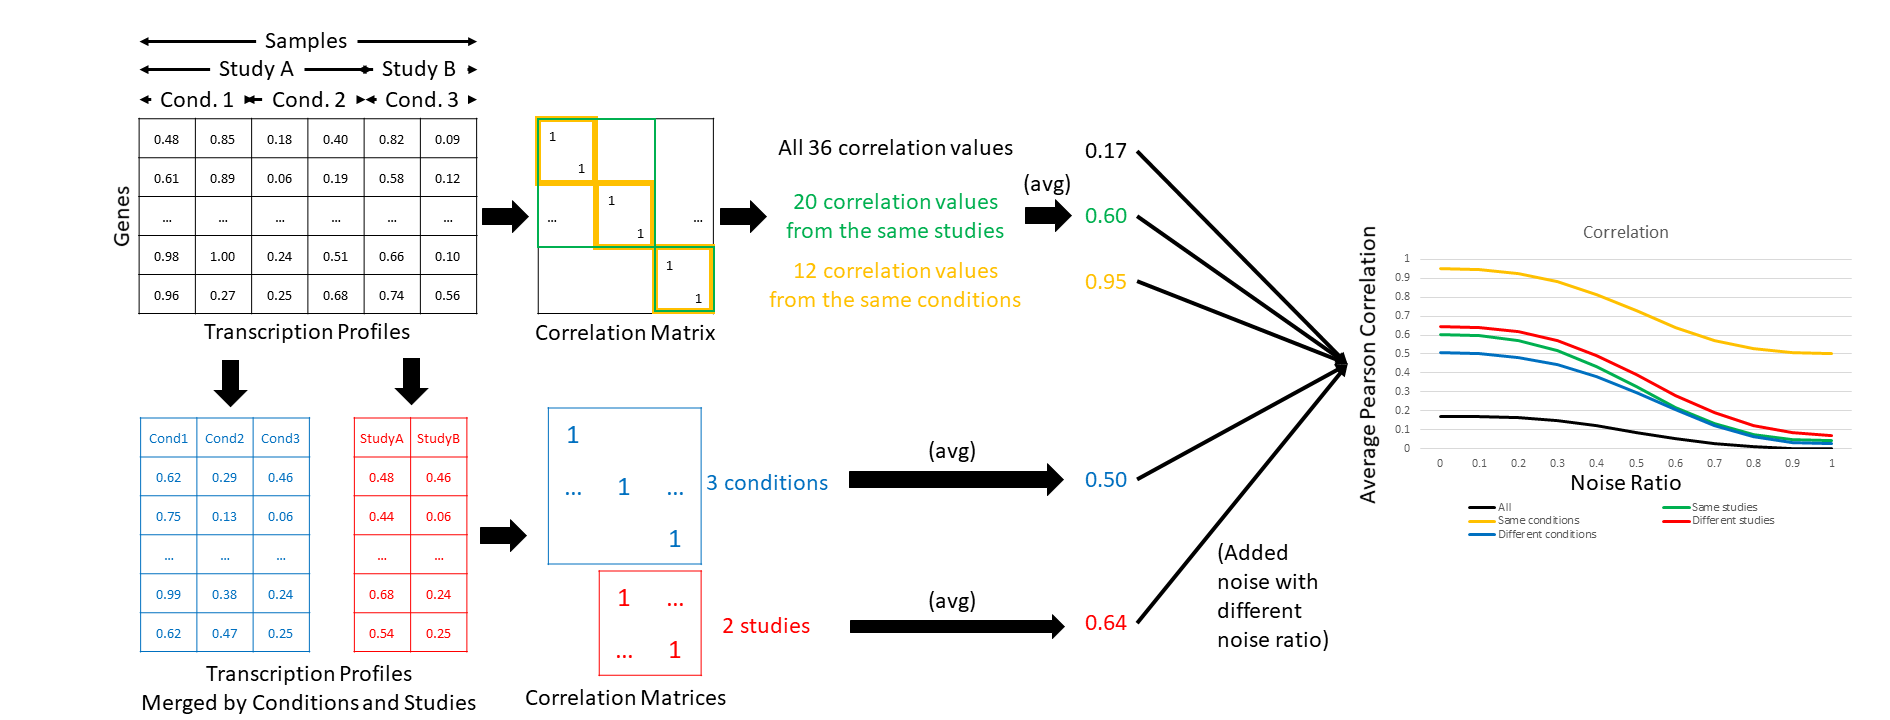 Samples
Study A Study B
Cond. 1 Cond. 2 Cond. 3
Genes
0.48 0.85 0.18 0.40 0.82 0.09
0.61 0.89 0.06 0.19 0.58 0.12
... ... ... ... ... ...
0.98 1.00 0.24 0.51 0.66 0.10
0.96 0.27 0.25 0.68 0.74 0.56
Transcription Profiles
1
1
1
... ...
1
1
1
Correlation Matrix
All 36 correlation values
20 correlation values
from the same studies
12 correlation values
from the same conditions
(avg)
0.17
0.60
0.95
Cond1 Cond2 Cond3
0.62 0.29 0.46
0.75 0.13 0.06
... ... ...
0.99 0.38 0.24
0.62 0.47 0.25
StudyA StudyB
0.48 0.46
0.44 0.06
... ...
0.68 0.24
0.54 0.25
Transcription Profiles
Merged by Conditions and Studies
1
... 1 ...
1
3 conditions
(avg)
0.50
1 ...
... 1
2 studies
(avg)
0.64
Correlation Matrices
(Added
noise with
different
noise ratio)
Correlation
Average Pearson Correlation
1
0.9
0.8
0.7
0.6
0.5
0.4
0.3
0.2
0.1
0
0 0.1 0.2 0.3 0.4 0.5 0.6 0.7 0.8 0.9 1
Noise Ratio
All Same studies
Same conditions Different studies
Different conditions